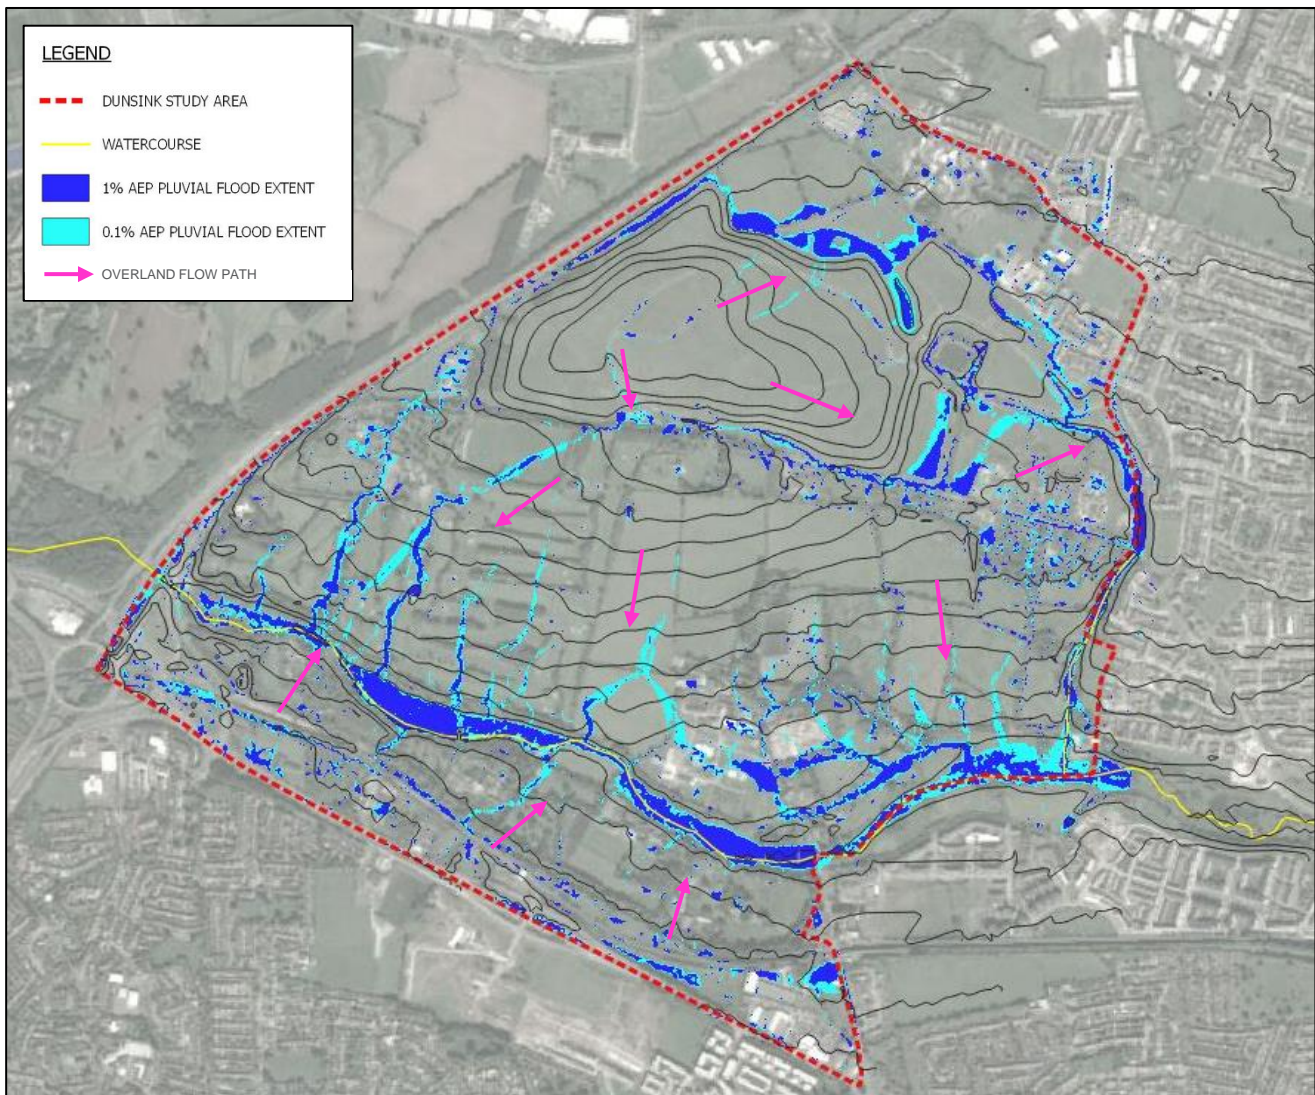 LEGEND
DUNSINK STUDY AREA
WATERCOURSE
1% AEP PLUVIAL FLOOD EXTENT
0.1% AEP PLUVIAL FLOOD EXTENT
OVERLAND FLOW PATH